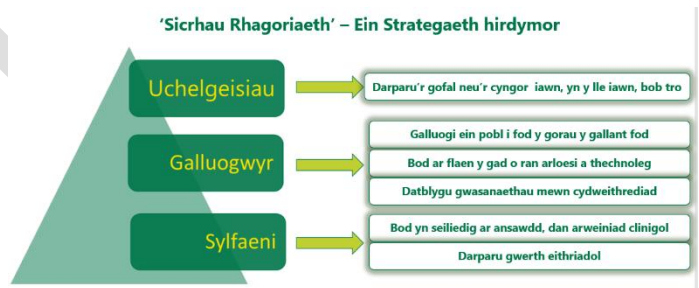 ‘Sicrhau Rhagoriaeth’ – Ein Strategaeth hirdymor
Uchelgeisiau
Darparu’r gofal neu’r cyngor iawn, yn y lle iawn, bob tro
Galluogwyr
Galluogi ein pobl i fod y gorau y gallant fod
Bod ar flaen y gad o ran arloesi a thechnoleg
Datblygu gwasanaethau mewn cydweithrediad
Sylfaeni
Bod yn seiliedig ar ansawdd, dan arweiniad clinigol
Darparu gwerth eithriadol